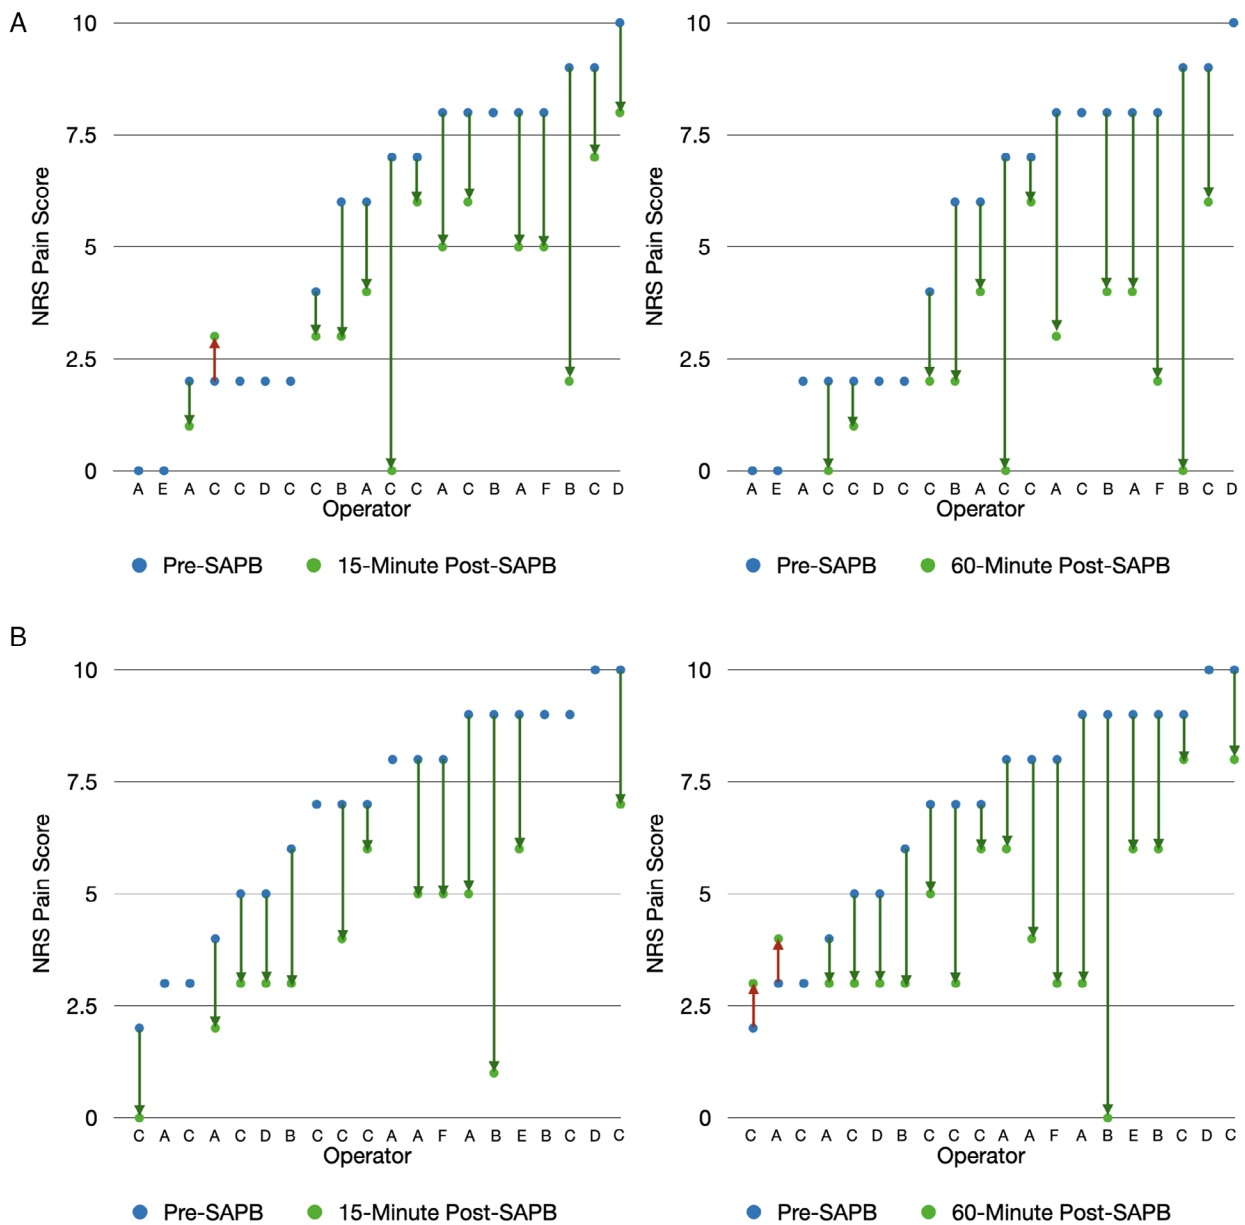 A
10
7.5
5
2.5
0
NRS Pain Score
A E A C C D C C B A C C A C B A F B C D
Operator
Pre-SAPB 15-Minute Post-SAPB
10
7.5
5
2.5
0
NRS Pain Score
A E A C C D C C B A C C A C B A F B C D
Operator
Pre-SAPB 60-Minute Post-SAPB
B
10
7.5
5
2.5
0
NRS Pain Score
C A C A C D B C C C A A F A B E B C D C
Operator
Pre-SAPB 15-Minute Post-SAPB
10
7.5
5
2.5
0
NRS Pain Score
C A C A C D B C C C A A F A B E B C D C
Operator
Pre-SAPB 60-Minute Post-SAPB